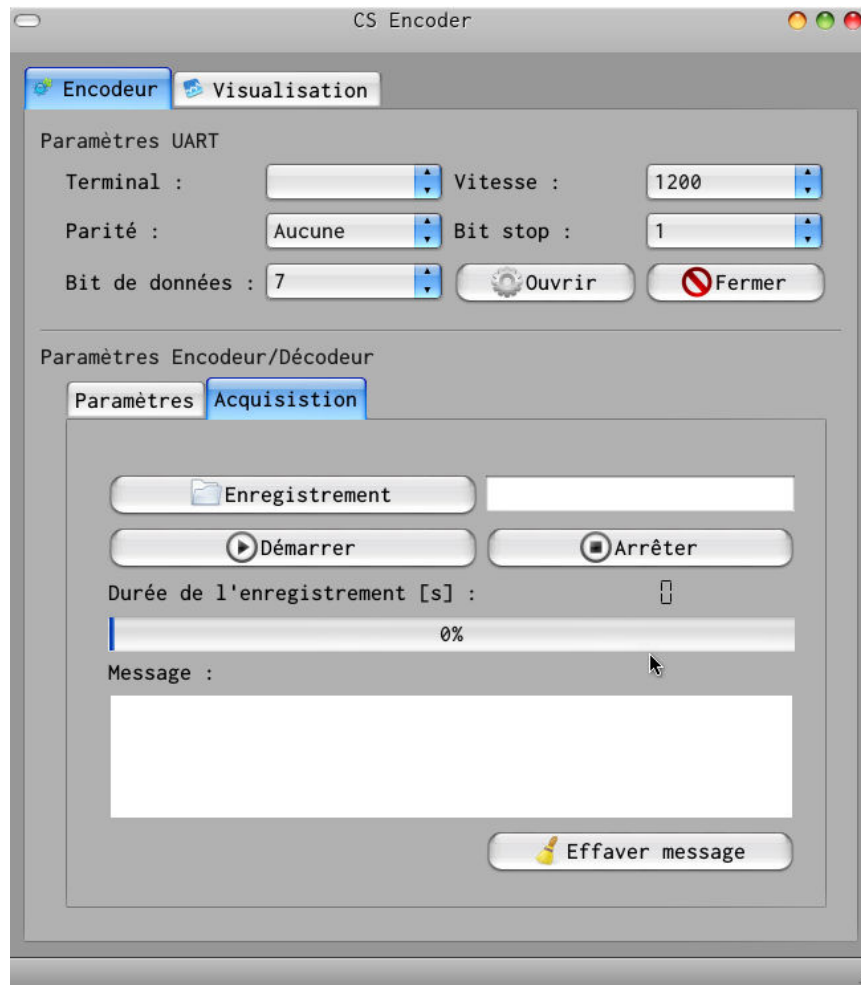 CS Encoder
Encodeur Visualisation
Paramètres UART
Terminal : Vitesse : 1200
Parité : Aucune Bit stop : 1
Bit de données : 7 Ouvrir Fermer
Paramètres Encodeur/Décodeur
Paramètres Acquisistion
Enregistrement
Démarrer Arrêter
Durée de l'enregistrement [s] : 0
0%
Message :
Effaver message